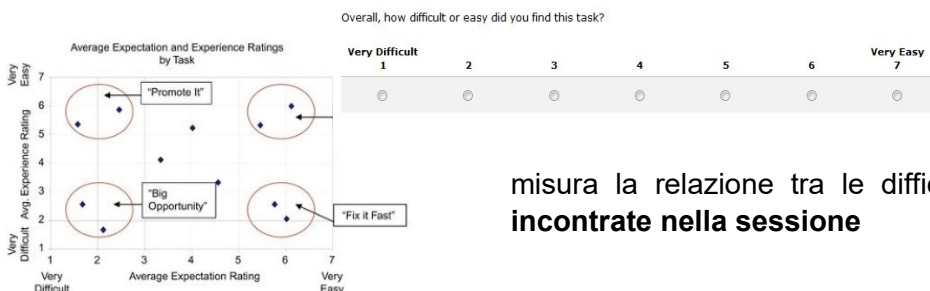 Overall, how difficult or easy did you find this task?
Very Difficult
1 2 3 4 5 6
Very Easy
7
Average Expectation and Experience Ratings
by Task
Very
Easy
Avg. Experience Rating
Very
Difficult
7
6
5
4
3
2
1
"Promote It"
"Big
Opportunity"
"Fix it Fast"
1 2 3 4 5 6 7
Very
Difficult
Average Expectation Rating
Very
Easy
misura la relazione tra le
incontrate nella sessione